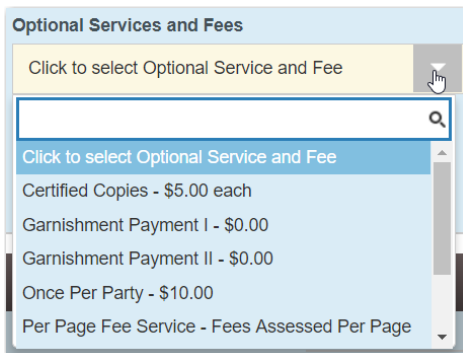 Optional Services and Fees
Click to select Optional Service and Fee
Click to select Optional Service and Fee
Certified Copies - $5.00 each
Garnishment Payment I - $0.00
Garnishment Payment II - $0.00
Once Per Party - $10.00
Per Page Fee Service - Fees Assessed Per Page